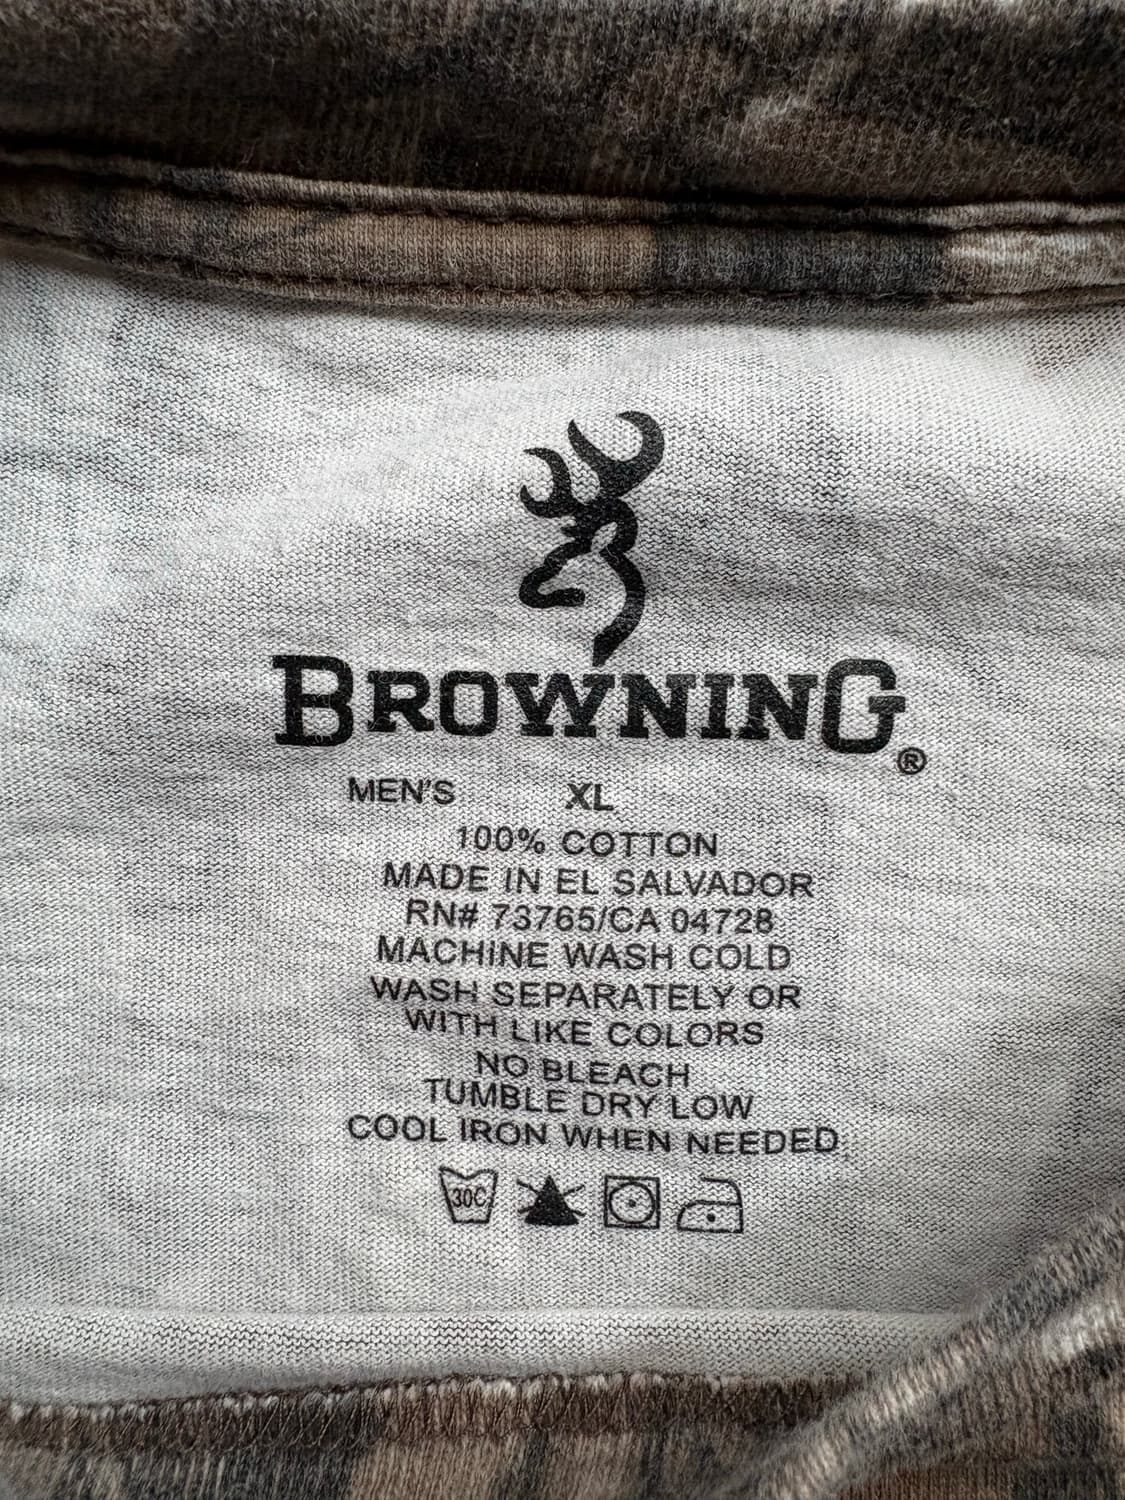 BROWNING®
MEN'S XL
100% COTTON
MADE IN EL SALVADOR
RN# 73765/CA 04728
MACHINE WASH COLD
WASH SEPARATELY OR
WITH LIKE COLORS
NO BLEACH
TUMBLE DRY LOW
COOL IRON WHEN NEEDED.
30C